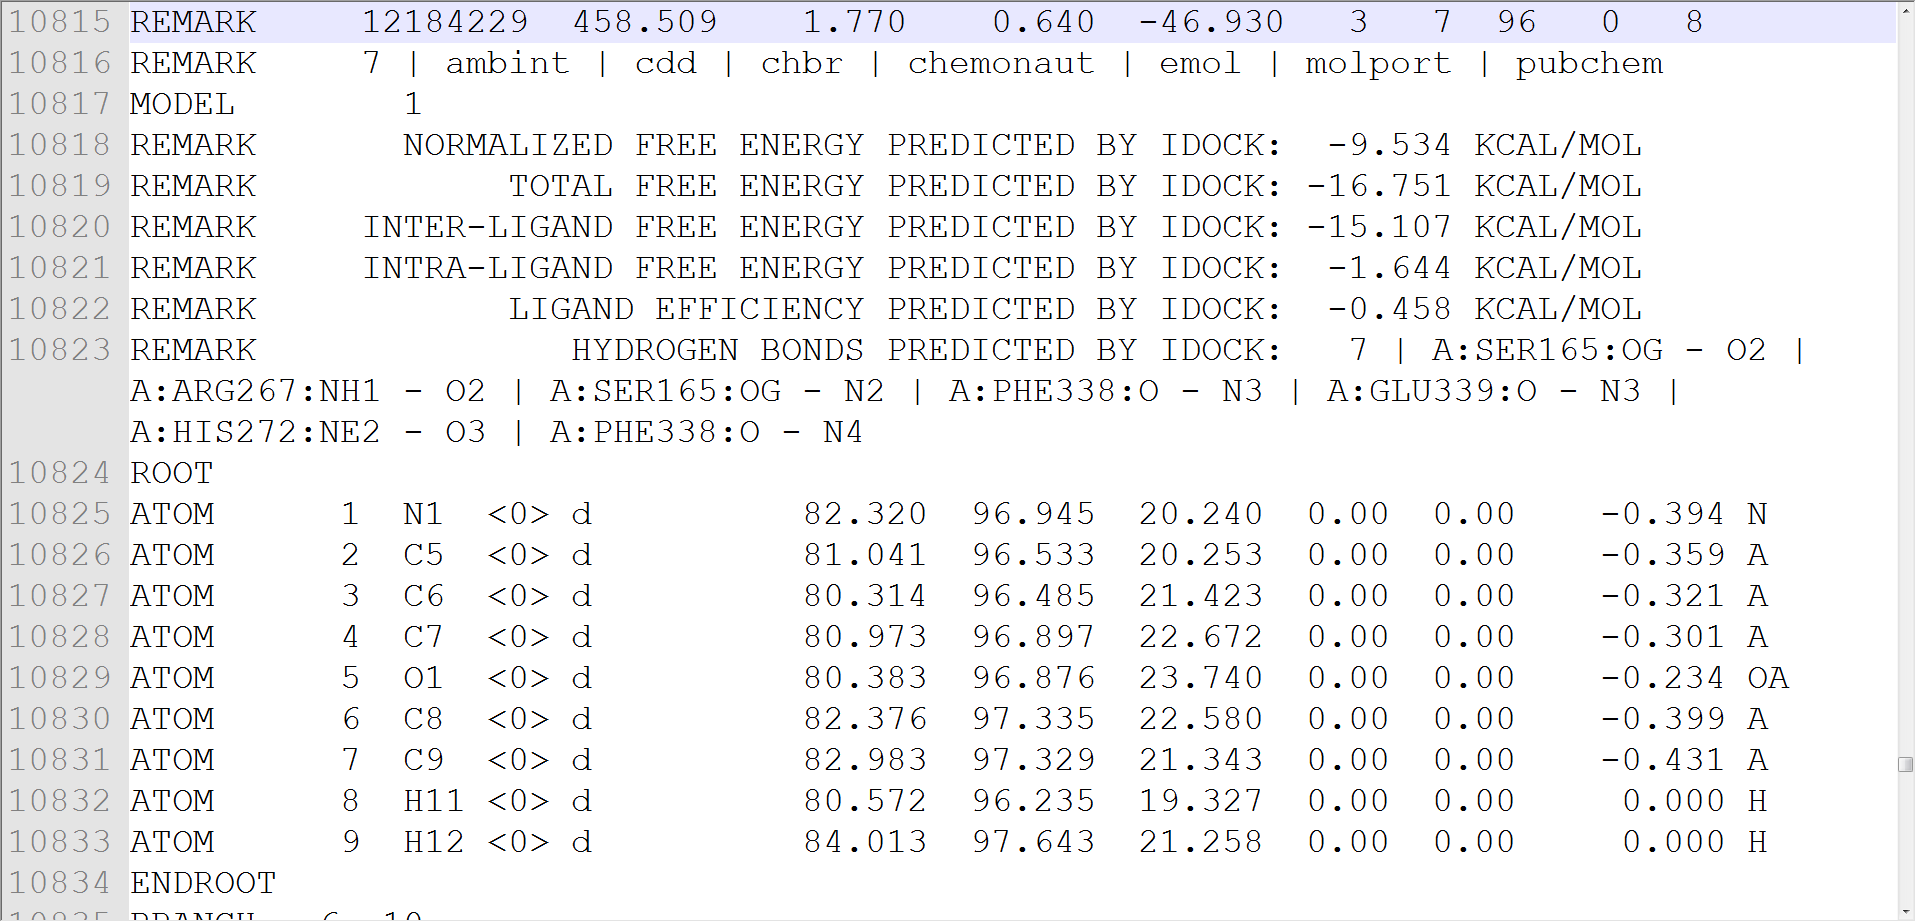 10815 REMARK     12184229  458.509    1.770    0.640  -46.930   3   7  96   0   8
10816 REMARK     7 | ambint | cdd | chbr | chemonaut | emol | molport | pubchem
10817 MODEL        1
10818 REMARK       NORMALIZED FREE ENERGY PREDICTED BY IDOCK:  -9.534 KCAL/MOL
10819 REMARK            TOTAL FREE ENERGY PREDICTED BY IDOCK: -16.751 KCAL/MOL
10820 REMARK     INTER-LIGAND FREE ENERGY PREDICTED BY IDOCK: -15.107 KCAL/MOL
10821 REMARK     INTRA-LIGAND FREE ENERGY PREDICTED BY IDOCK:  -1.644 KCAL/MOL
10822 REMARK            LIGAND EFFICIENCY PREDICTED BY IDOCK:  -0.458 KCAL/MOL
10823 REMARK               HYDROGEN BONDS PREDICTED BY IDOCK:   7 | A:SER165:OG - O2 |
A:ARG267:NH1 - O2 | A:SER165:OG - N2 | A:PHE338:O - N3 | A:GLU339:O - N3 |
A:HIS272:NE2 - O3 | A:PHE338:O - N4
10824 ROOT
10825 ATOM      1  N1  <0> d          82.320  96.945  20.240  0.00  0.00    -0.394 N
10826 ATOM      2  C5  <0> d          81.041  96.533  20.253  0.00  0.00    -0.359 A
10827 ATOM      3  C6  <0> d          80.314  96.485  21.423  0.00  0.00    -0.321 A
10828 ATOM      4  C7  <0> d          80.973  96.897  22.672  0.00  0.00    -0.301 A
10829 ATOM      5  O1  <0> d          80.383  96.876  23.740  0.00  0.00    -0.234 OA
10830 ATOM      6  C8  <0> d          82.376  97.335  22.580  0.00  0.00    -0.399 A
10831 ATOM      7  C9  <0> d          82.983  97.329  21.343  0.00  0.00    -0.431 A
10832 ATOM      8  H11 <0> d          80.572  96.235  19.327  0.00  0.00     0.000 H
10833 ATOM      9  H12 <0> d          84.013  97.643  21.258  0.00  0.00     0.000 H
10834 ENDROOT
10835 BRANCH   6  10